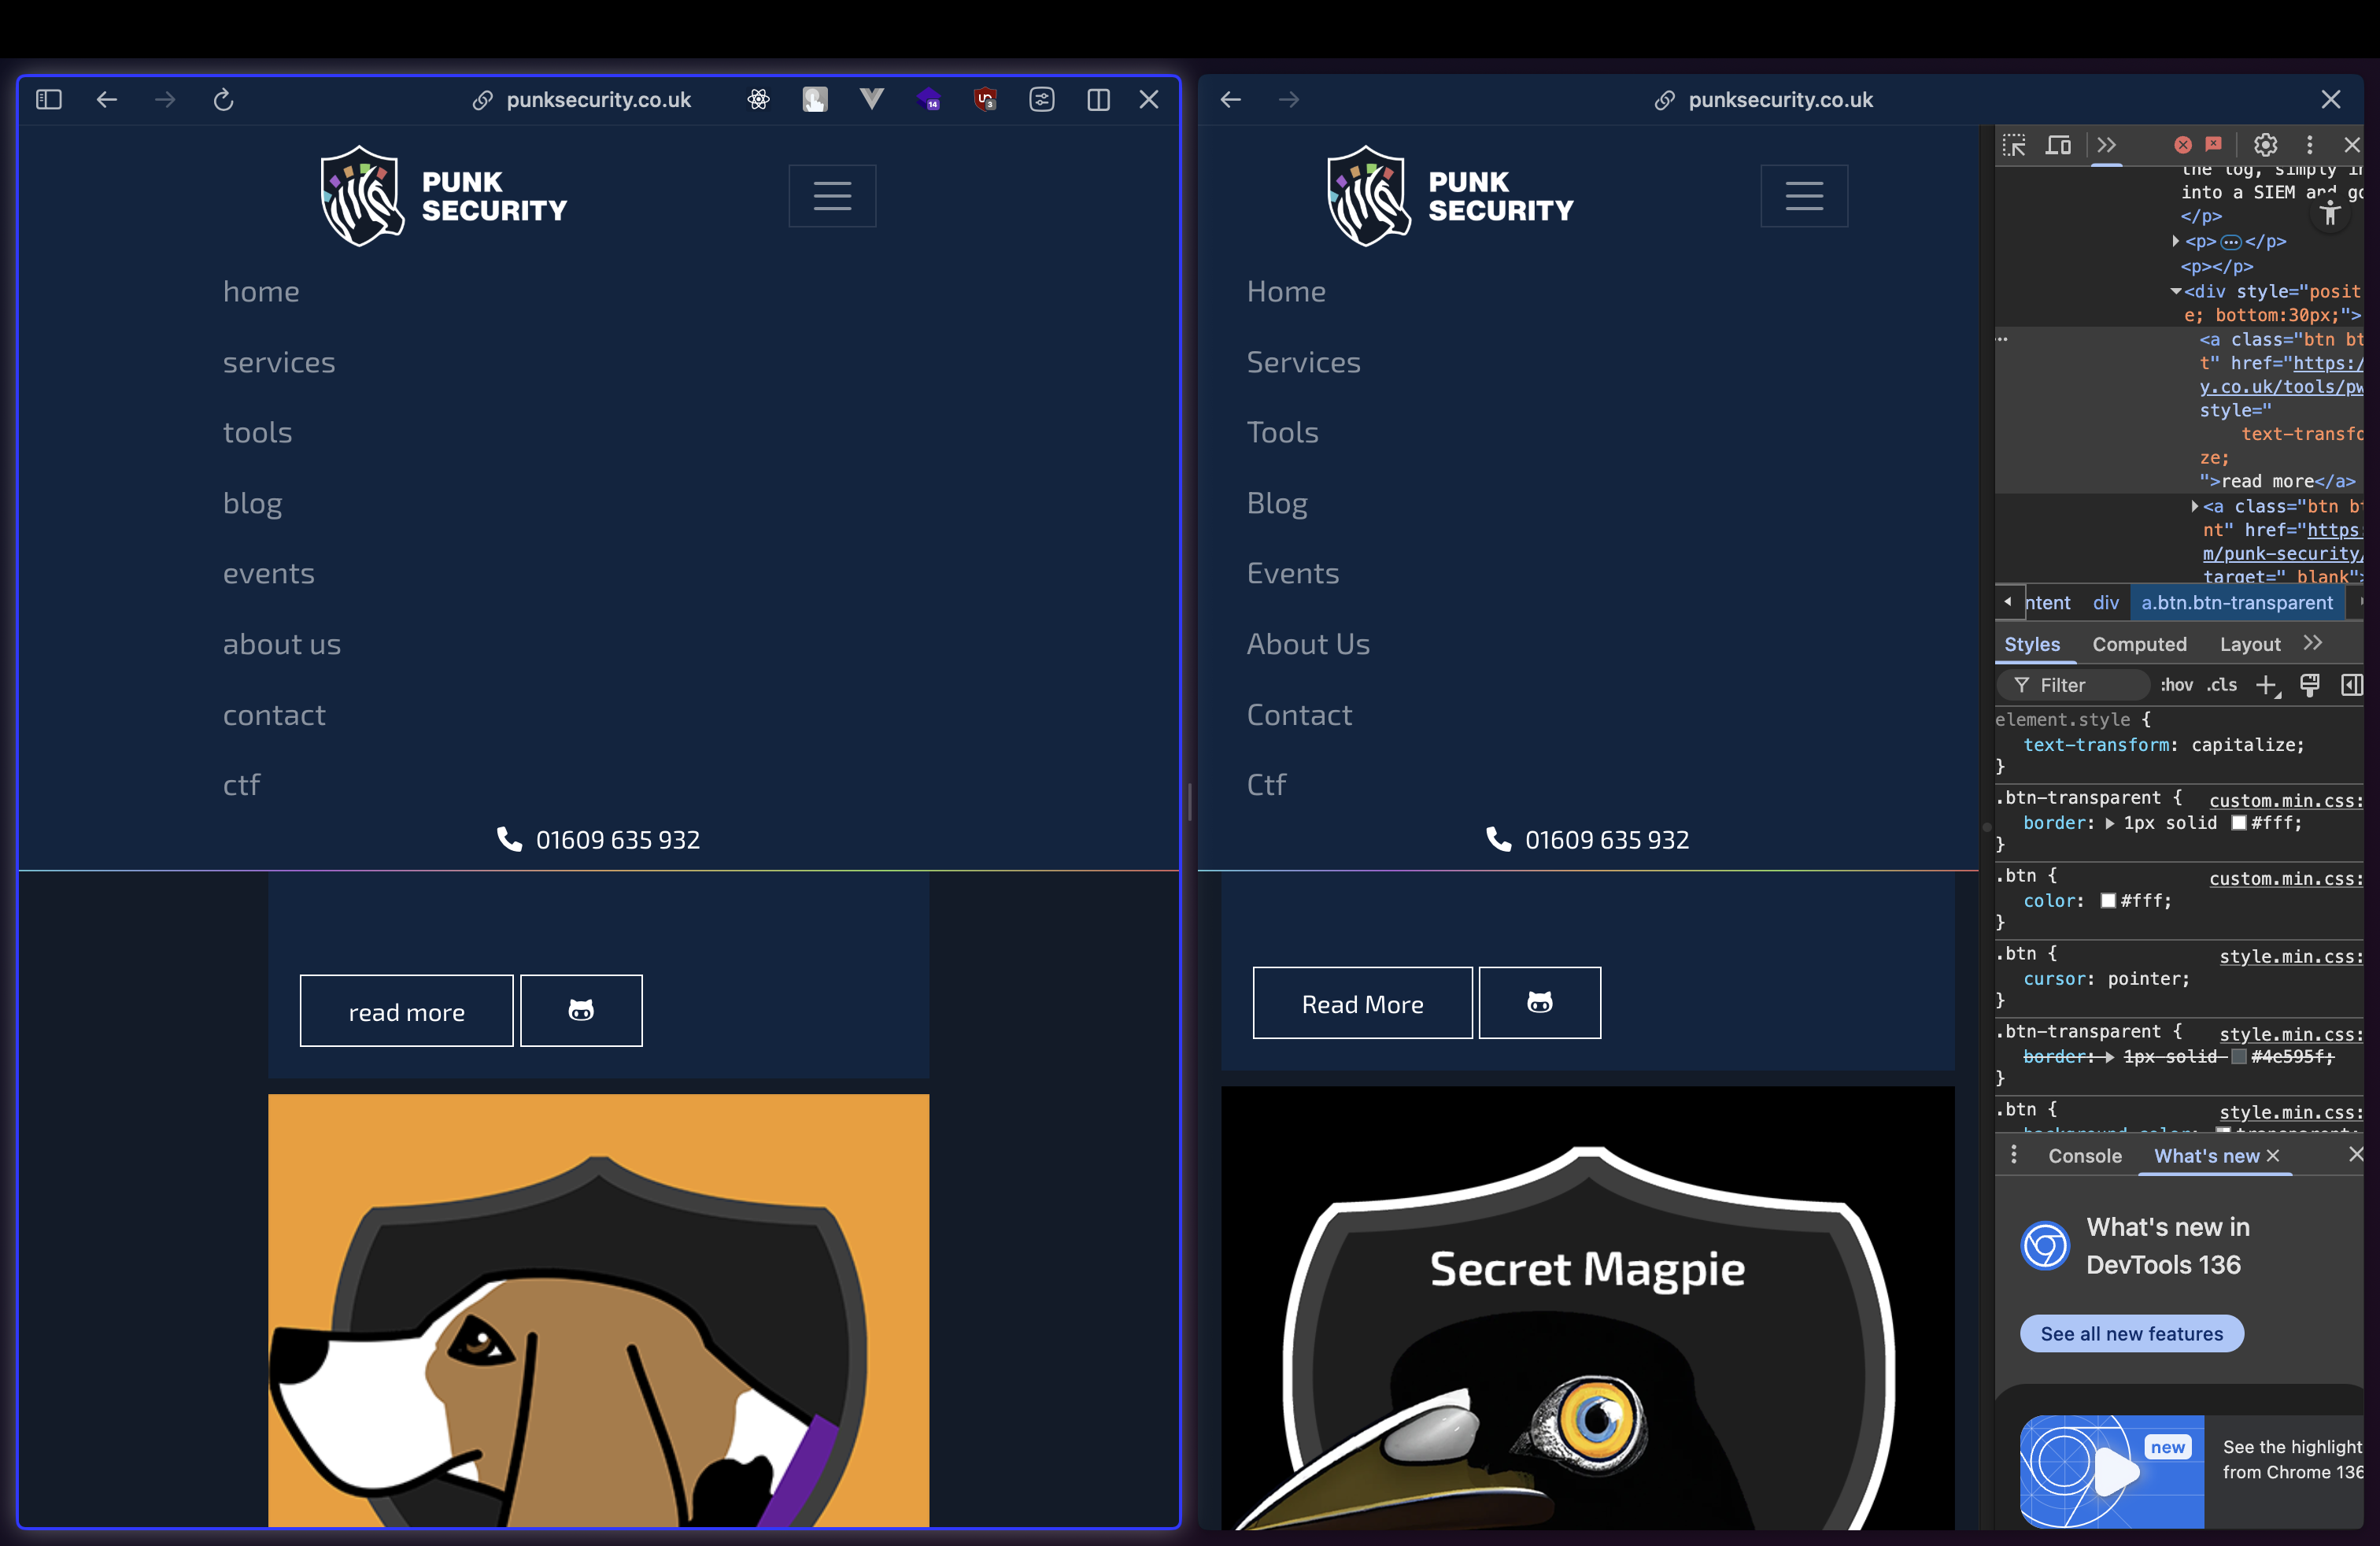 punksecurity.co.uk
14
3
PUNK
SECURITY
home
services
tools
blog
events
about us
contact
ctf
01609 635 932
read more
punksecurity.co.uk
PUNK
SECURITY
Home
Services
Tools
Blog
Events
About Us
Contact
Ctf
01609 635 932
Read More
Secret Magpie
the log, simply
into a SIEM and
</p>
<p>…</p>
<p></p>
<div style="posit
e; bottom:30px;">
<a class="btn bt
t" href="https:/
y.co.uk/tools/pw
style="
text-transfo
ze;
">read more</a>
<a class="btn bt
nt" href="https:
m/punk-security/
target="_blank">
ntent div a.btn.btn-transparent
Styles Computed Layout
Filter :hov .cls
element.style {
text-transform: capitalize;
}
.btn-transparent { custom.min.css:
border: 1px solid #fff;
}
.btn { custom.min.css:
color: #fff;
}
.btn { style.min.css:
cursor: pointer;
}
.btn-transparent { style.min.css:
border: 1px solid #4e595f;
}
.btn { style.min.css:
background-color: transparent;
Console What's new
What's new in
DevTools 136
See all new features
new
See the highlight
from Chrome 136